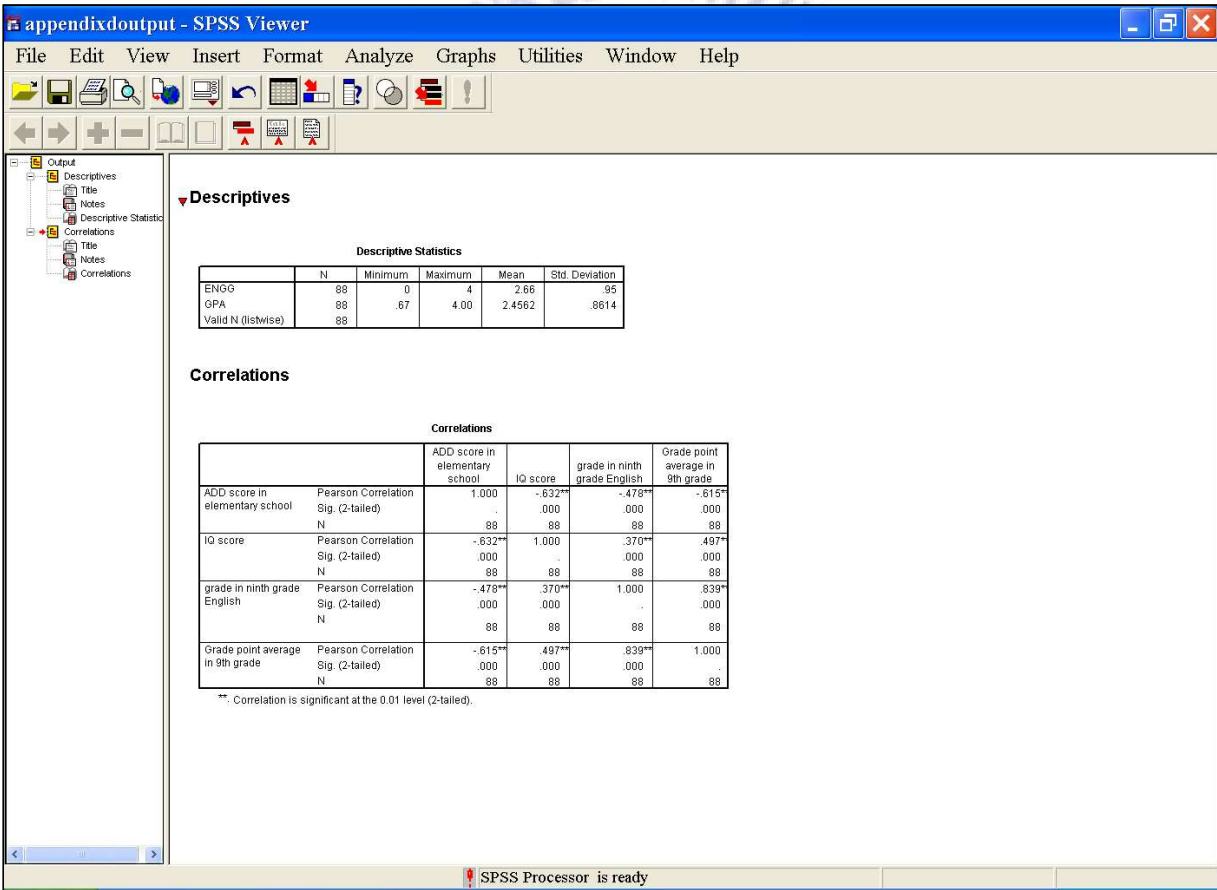 appendixdoutput - SPSS Viewer
File Edit View Insert Format Analyze Graphs Utilities Window Help
Output
Descriptives
Title
Notes
Descriptive Statistic
Correlations
Title
Notes
Correlations
Descriptives
Descriptive Statistics
N Minimum Maximum Mean Std. Deviation
ENGG 88 0 4 2.66 .95
GPA 88 .67 4.00 2.4562 .8614
Valid N (listwise) 88
Correlations
Correlations
ADD score in elementary school IQ score grade in ninth grade English Grade point average in 9th grade
ADD score in elementary school Pearson Correlation 1.000 -.632** -.478** -.615**
Sig. (2-tailed) . .000 .000 .000
N 88 88 88 88
IQ score Pearson Correlation -.632** 1.000 .370** .497**
Sig. (2-tailed) .000 . .000 .000
N 88 88 88 88
grade in ninth grade English Pearson Correlation -.478** .370** 1.000 .839**
Sig. (2-tailed) .000 .000 . .000
N 88 88 88 88
Grade point average in 9th grade Pearson Correlation -.615** .497** .839** 1.000
Sig. (2-tailed) .000 .000 .000 .
N 88 88 88 88
**. Correlation is significant at the 0.01 level (2-tailed).
SPSS Processor is ready